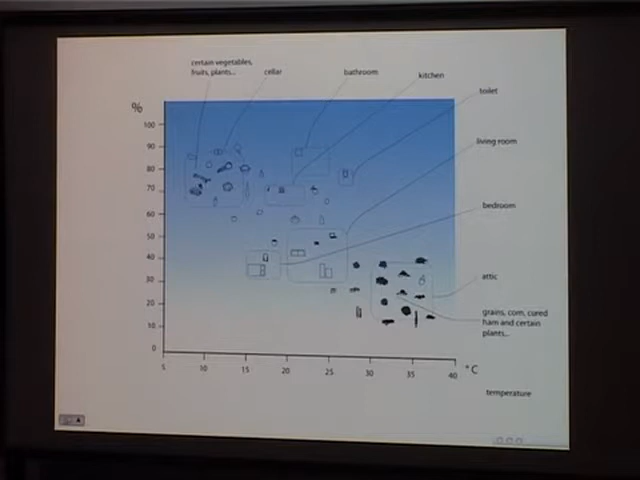 certain vegetables,
fruits, plants...
cellar
bathroom
kitchen
toilet
living room
bedroom
attic
grains, corn, cured
ham and certain
plants...
%
100
90
80
70
60
50
40
30
20
10
0
5
10
15
20
25
30
35
40
°C
temperature